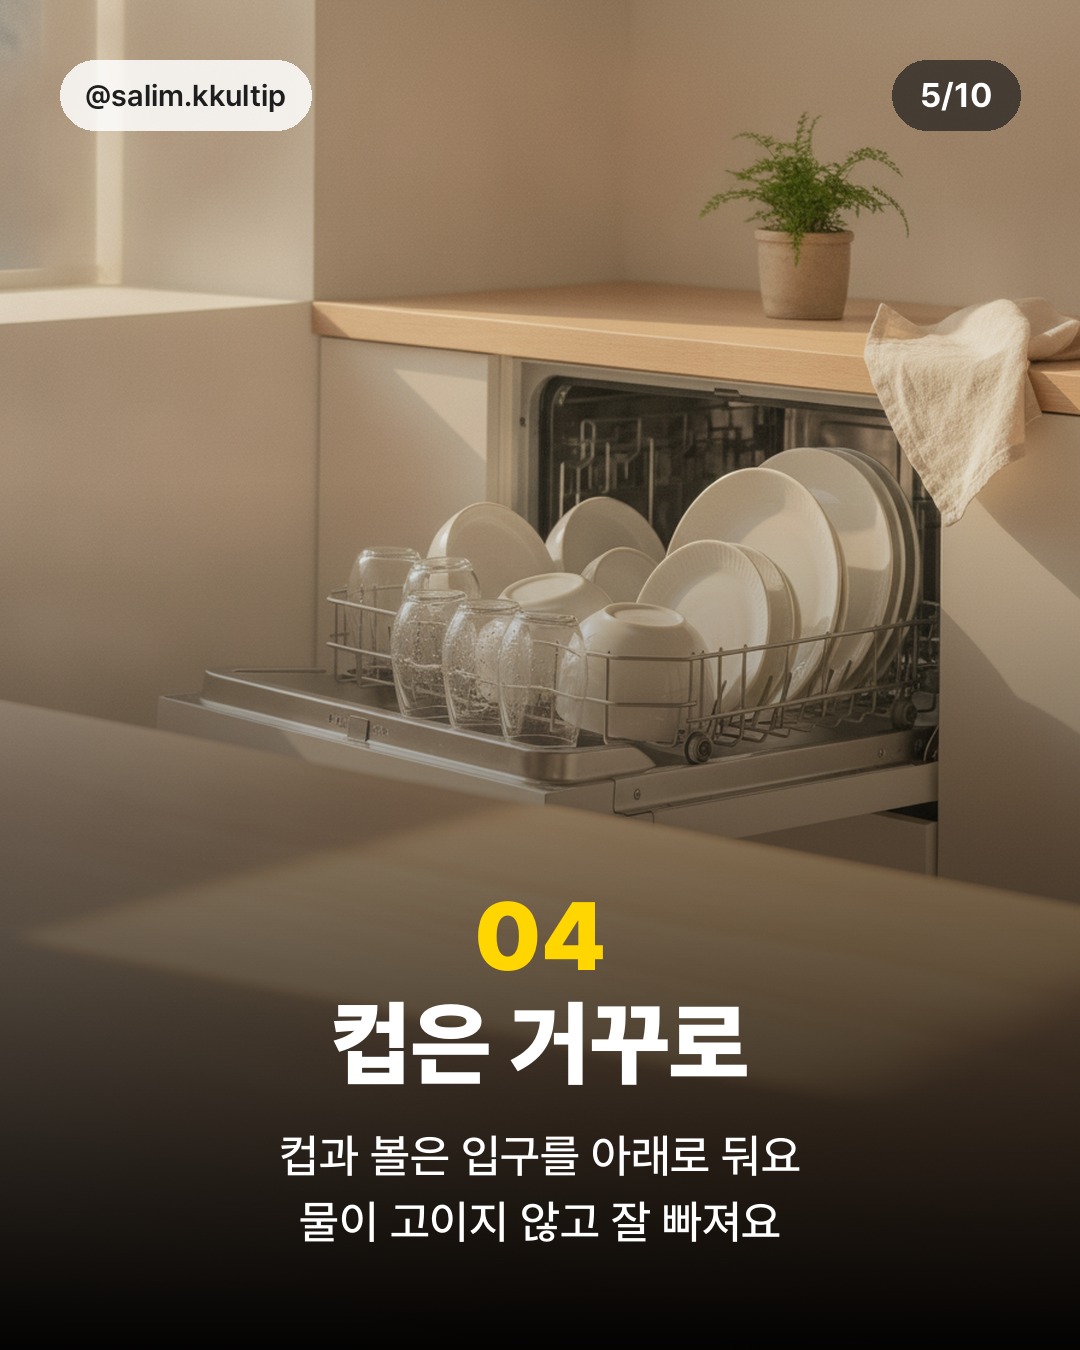 @salim.kkultip
5/10
04
컵은 거꾸로
컵과 볼은 입구를 아래로 둬요
물이 고이지 않고 잘 빠져요